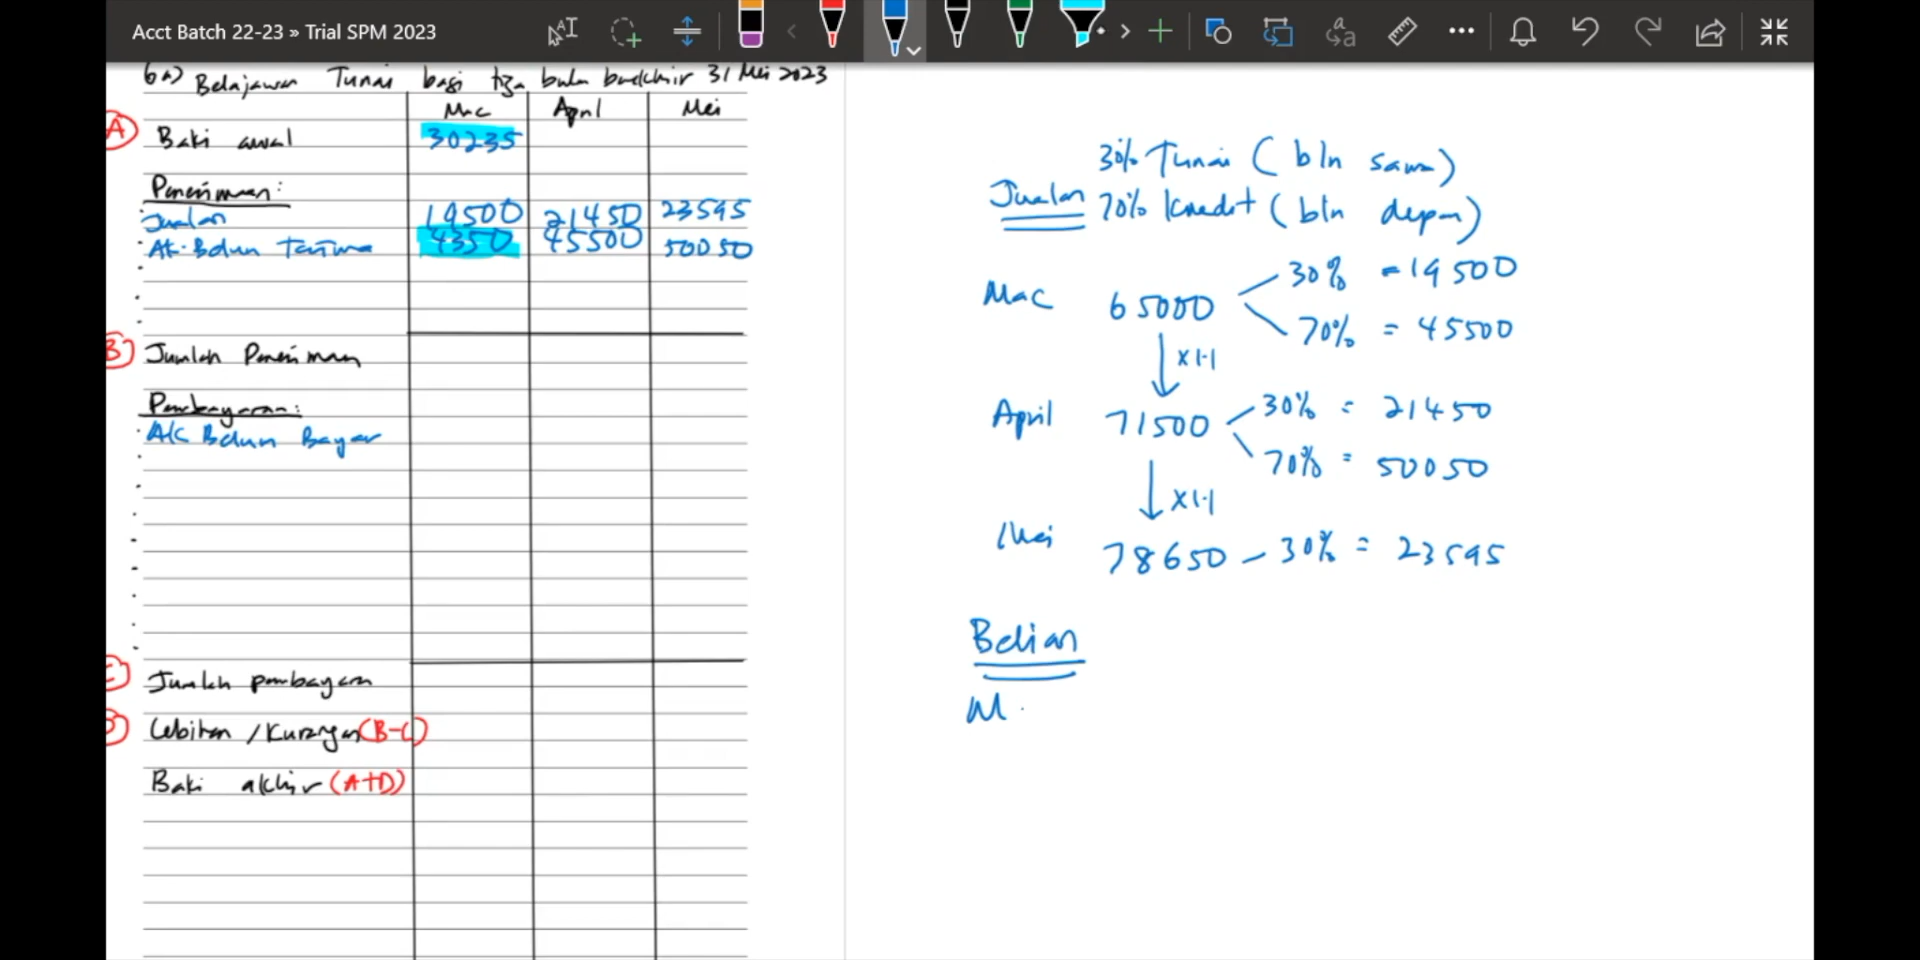 Acct Batch 22-23 » Trial SPM 2023
6a) Belajawan Tunai bagi tiga bulan berakhir 31 Mei 2023
Mac April Mei
A Baki awal 30235
Penerimaan:
Jualan 19500 21450 23595
Ak. Belum Terima 4350 45500 50050
B) Jumlah Penerimaan
Pembayaran:
Ak Belum Bayar
C) Jumlah pembayaran
D) Lebihan / Kurangan (B-C)
Baki akhir (A+D)
30% Tunai (bln sama)
Jualan 70% kredit (bln depan)
Mac 65000 30% = 19500
70% = 45500
x1.1
April 71500 30% = 21450
70% = 50050
x1.1
Mei 78650 - 30% = 23595
Belian
M